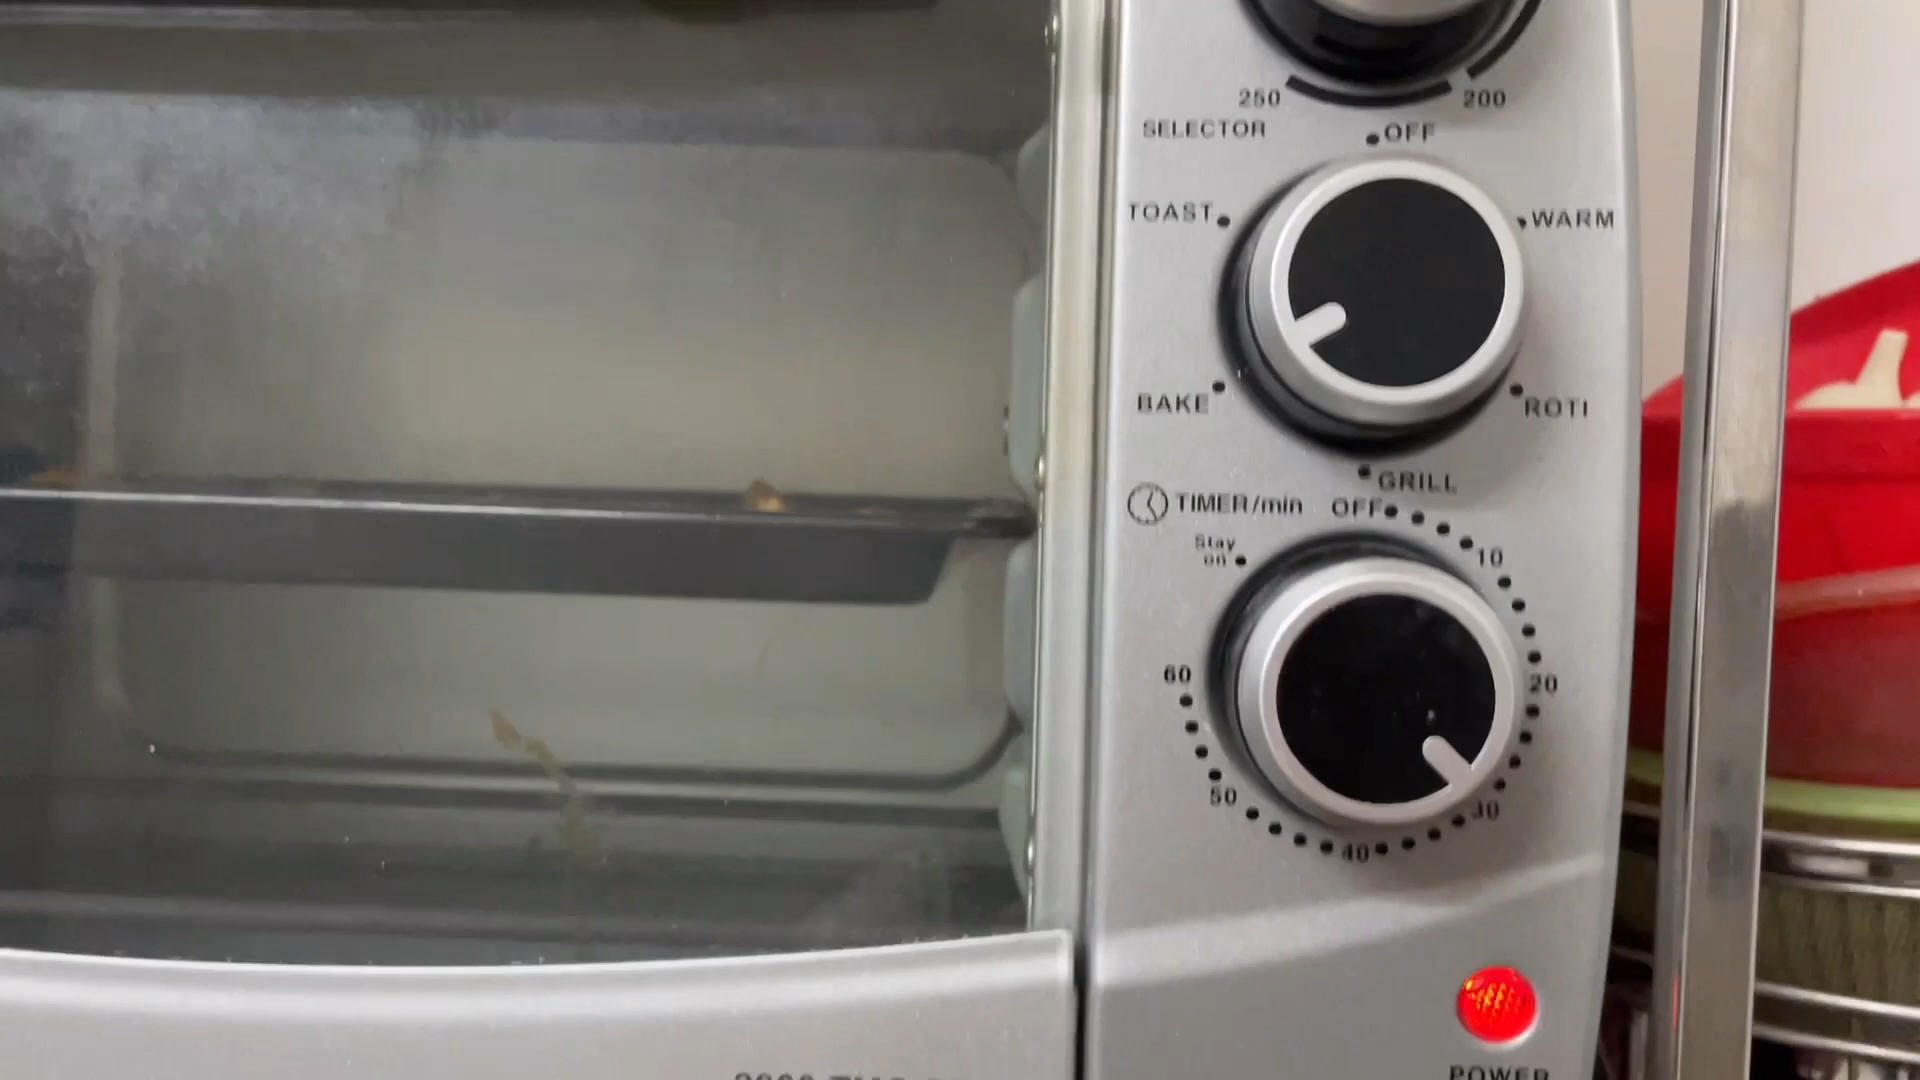 250 200
SELECTOR
OFF
TOAST
WARM
BAKE
ROTI
GRILL
TIMER/min OFF
Stay
on
10
60
20
50
30
40
POWER